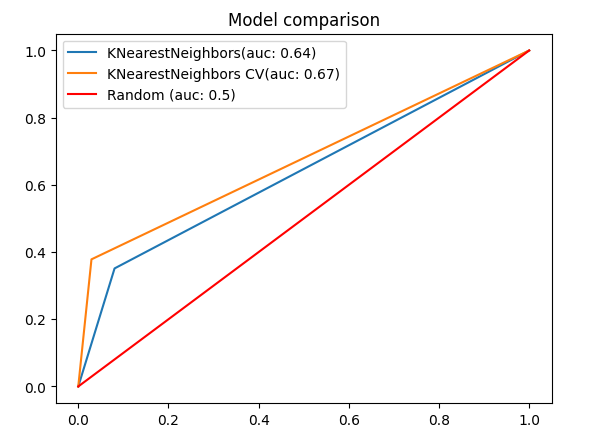 Model comparison
KNearestNeighbors(auc: 0.64)
KNearestNeighbors CV(auc: 0.67)
Random (auc: 0.5)
1.0
0.8
0.6
0.4
0.2
0.0
0.0 0.2 0.4 0.6 0.8 1.0